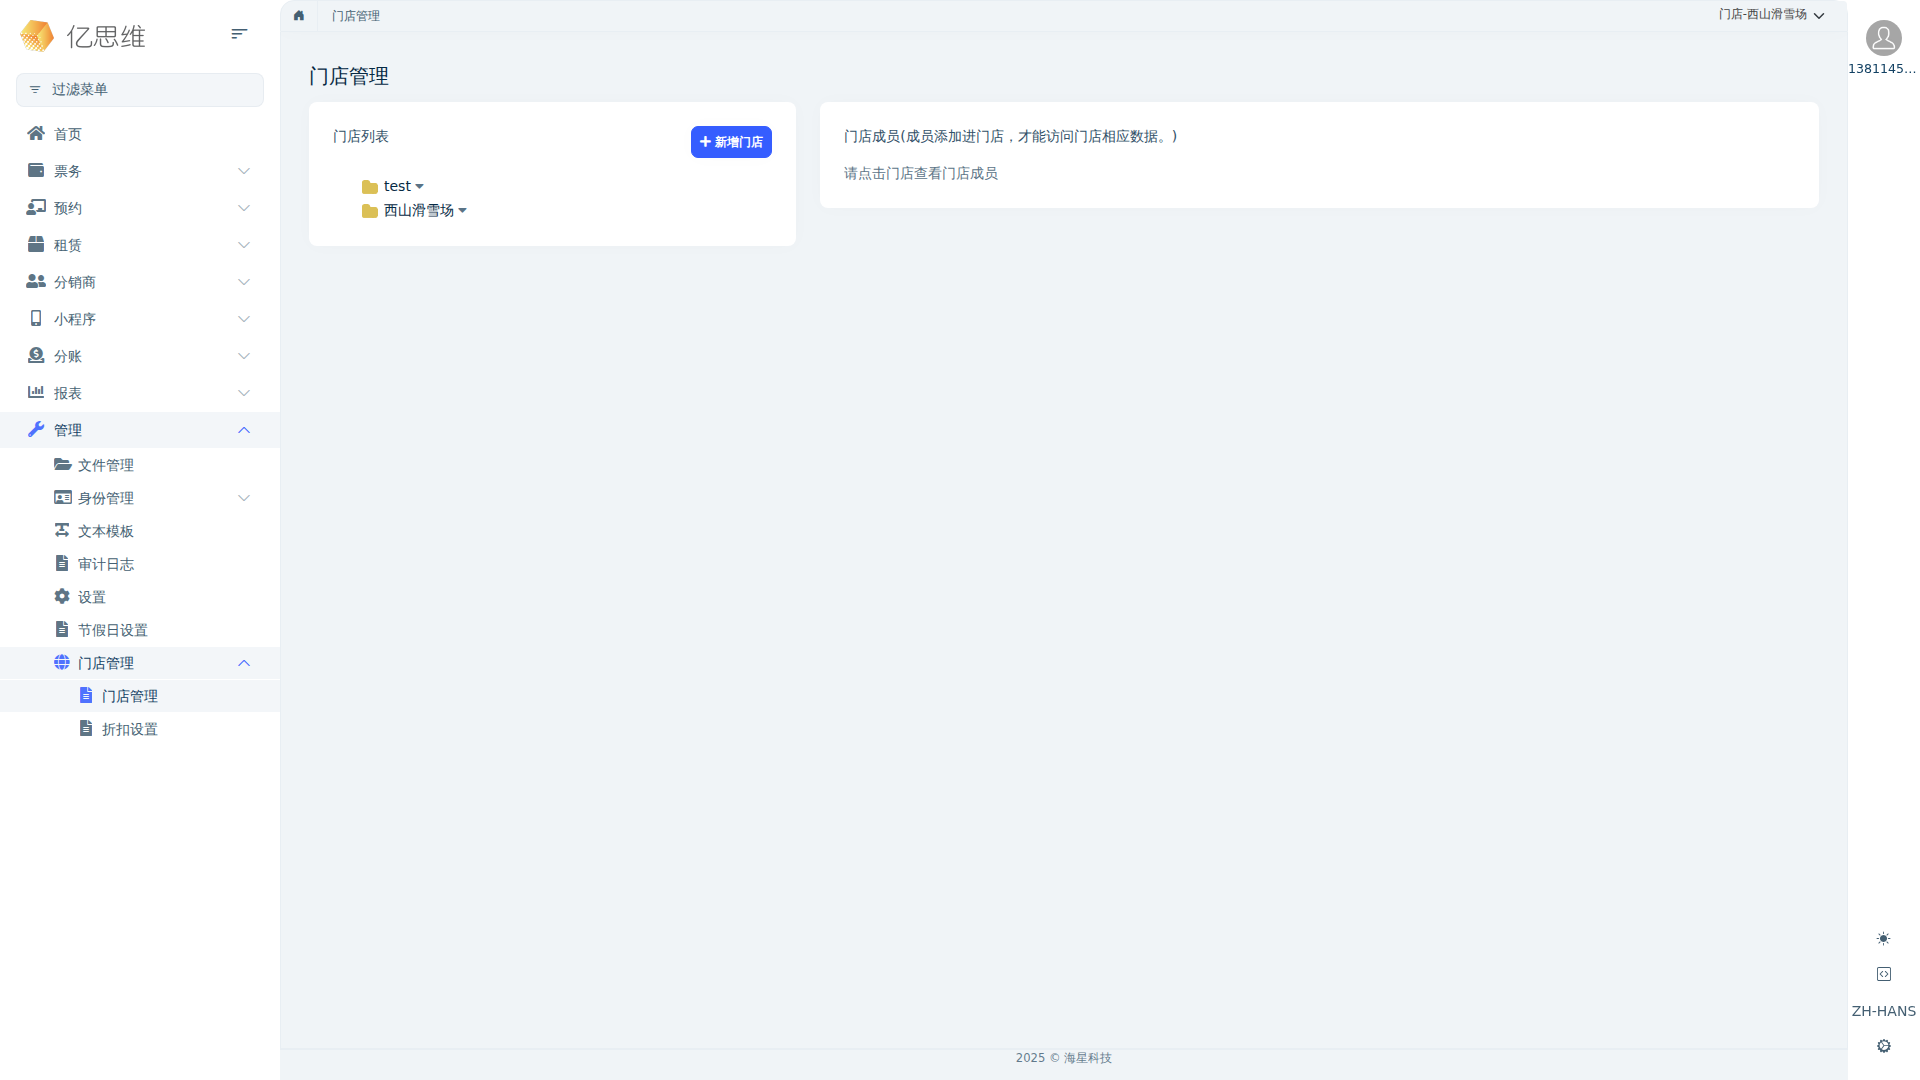 亿思维
过滤菜单
首页
票务
预约
租赁
分销商
小程序
分账
报表
管理
文件管理
身份管理
文本模板
审计日志
设置
节假日设置
门店管理
门店管理
折扣设置
门店管理
门店-西山滑雪场
门店管理
门店列表
新增门店
test
西山滑雪场
门店成员(成员添加进门店，才能访问门店相应数据。)
请点击门店查看门店成员
2025 © 海星科技
1381145...
ZH-HANS